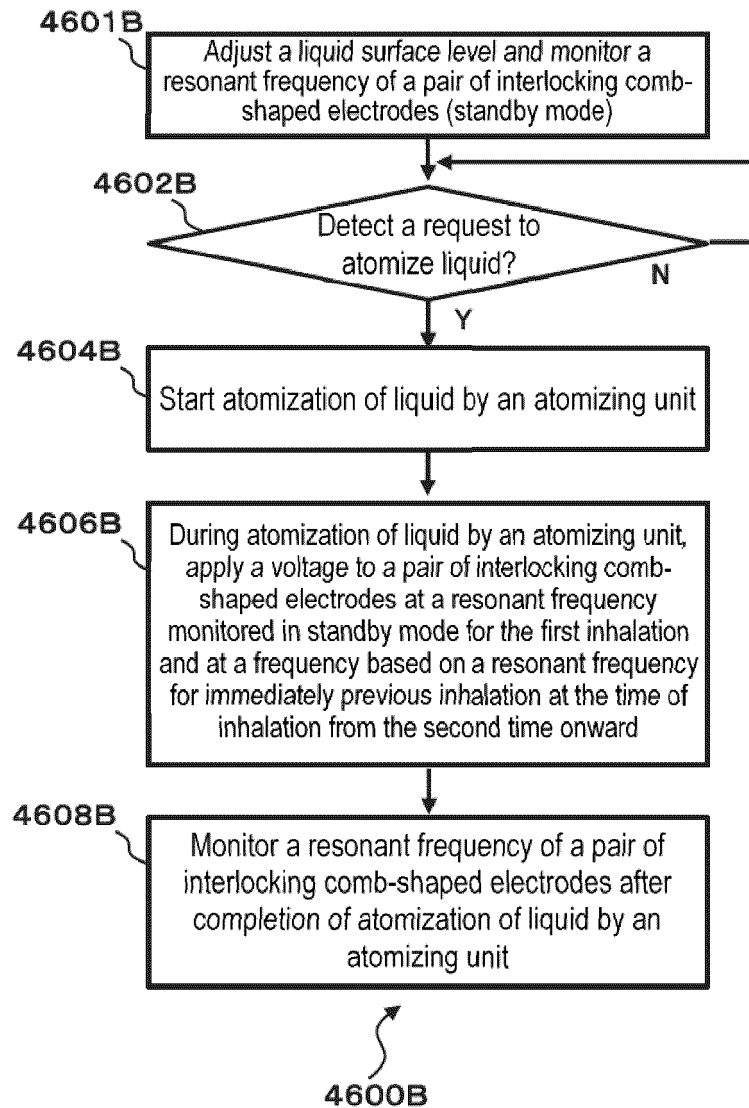 4601B
Adjust a liquid surface level and monitor a
resonant frequency of a pair of interlocking comb-
shaped electrodes (standby mode)
4602B
Detect a request to
atomize liquid?
N
Y
4604B
Start atomization of liquid by an atomizing unit
4606B
During atomization of liquid by an atomizing unit,
apply a voltage to a pair of interlocking comb-
shaped electrodes at a resonant frequency
monitored in standby mode for the first inhalation
and at a frequency based on a resonant frequency
for immediately previous inhalation at the time of
inhalation from the second time onward
4608B
Monitor a resonant frequency of a pair of
interlocking comb-shaped electrodes after
completion of atomization of liquid by an
atomizing unit
4600B